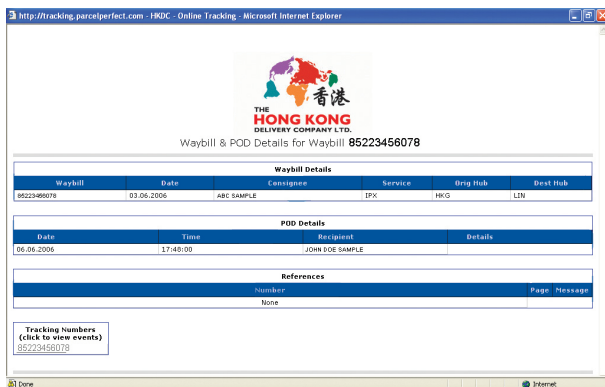 http://tracking.parcelperfect.com - HKDC - Online Tracking - Microsoft Internet Explorer
香港
THE
HONG KONG
DELIVERY COMPANY LTD.
Waybill & POD Details for Waybill 85223456078
Waybill Details
Waybill Date Consignee Service Orig Hub Dest Hub
85223456078 03.06.2006 ABC SAMPLE IPX HKG LIN
POD Details
Date Time Recipient Details
06.06.2006 17:48:00 JOHN DOE SAMPLE
References
Number Page Message
None
Tracking Numbers
(click to view events)
85223456078
Done Internet